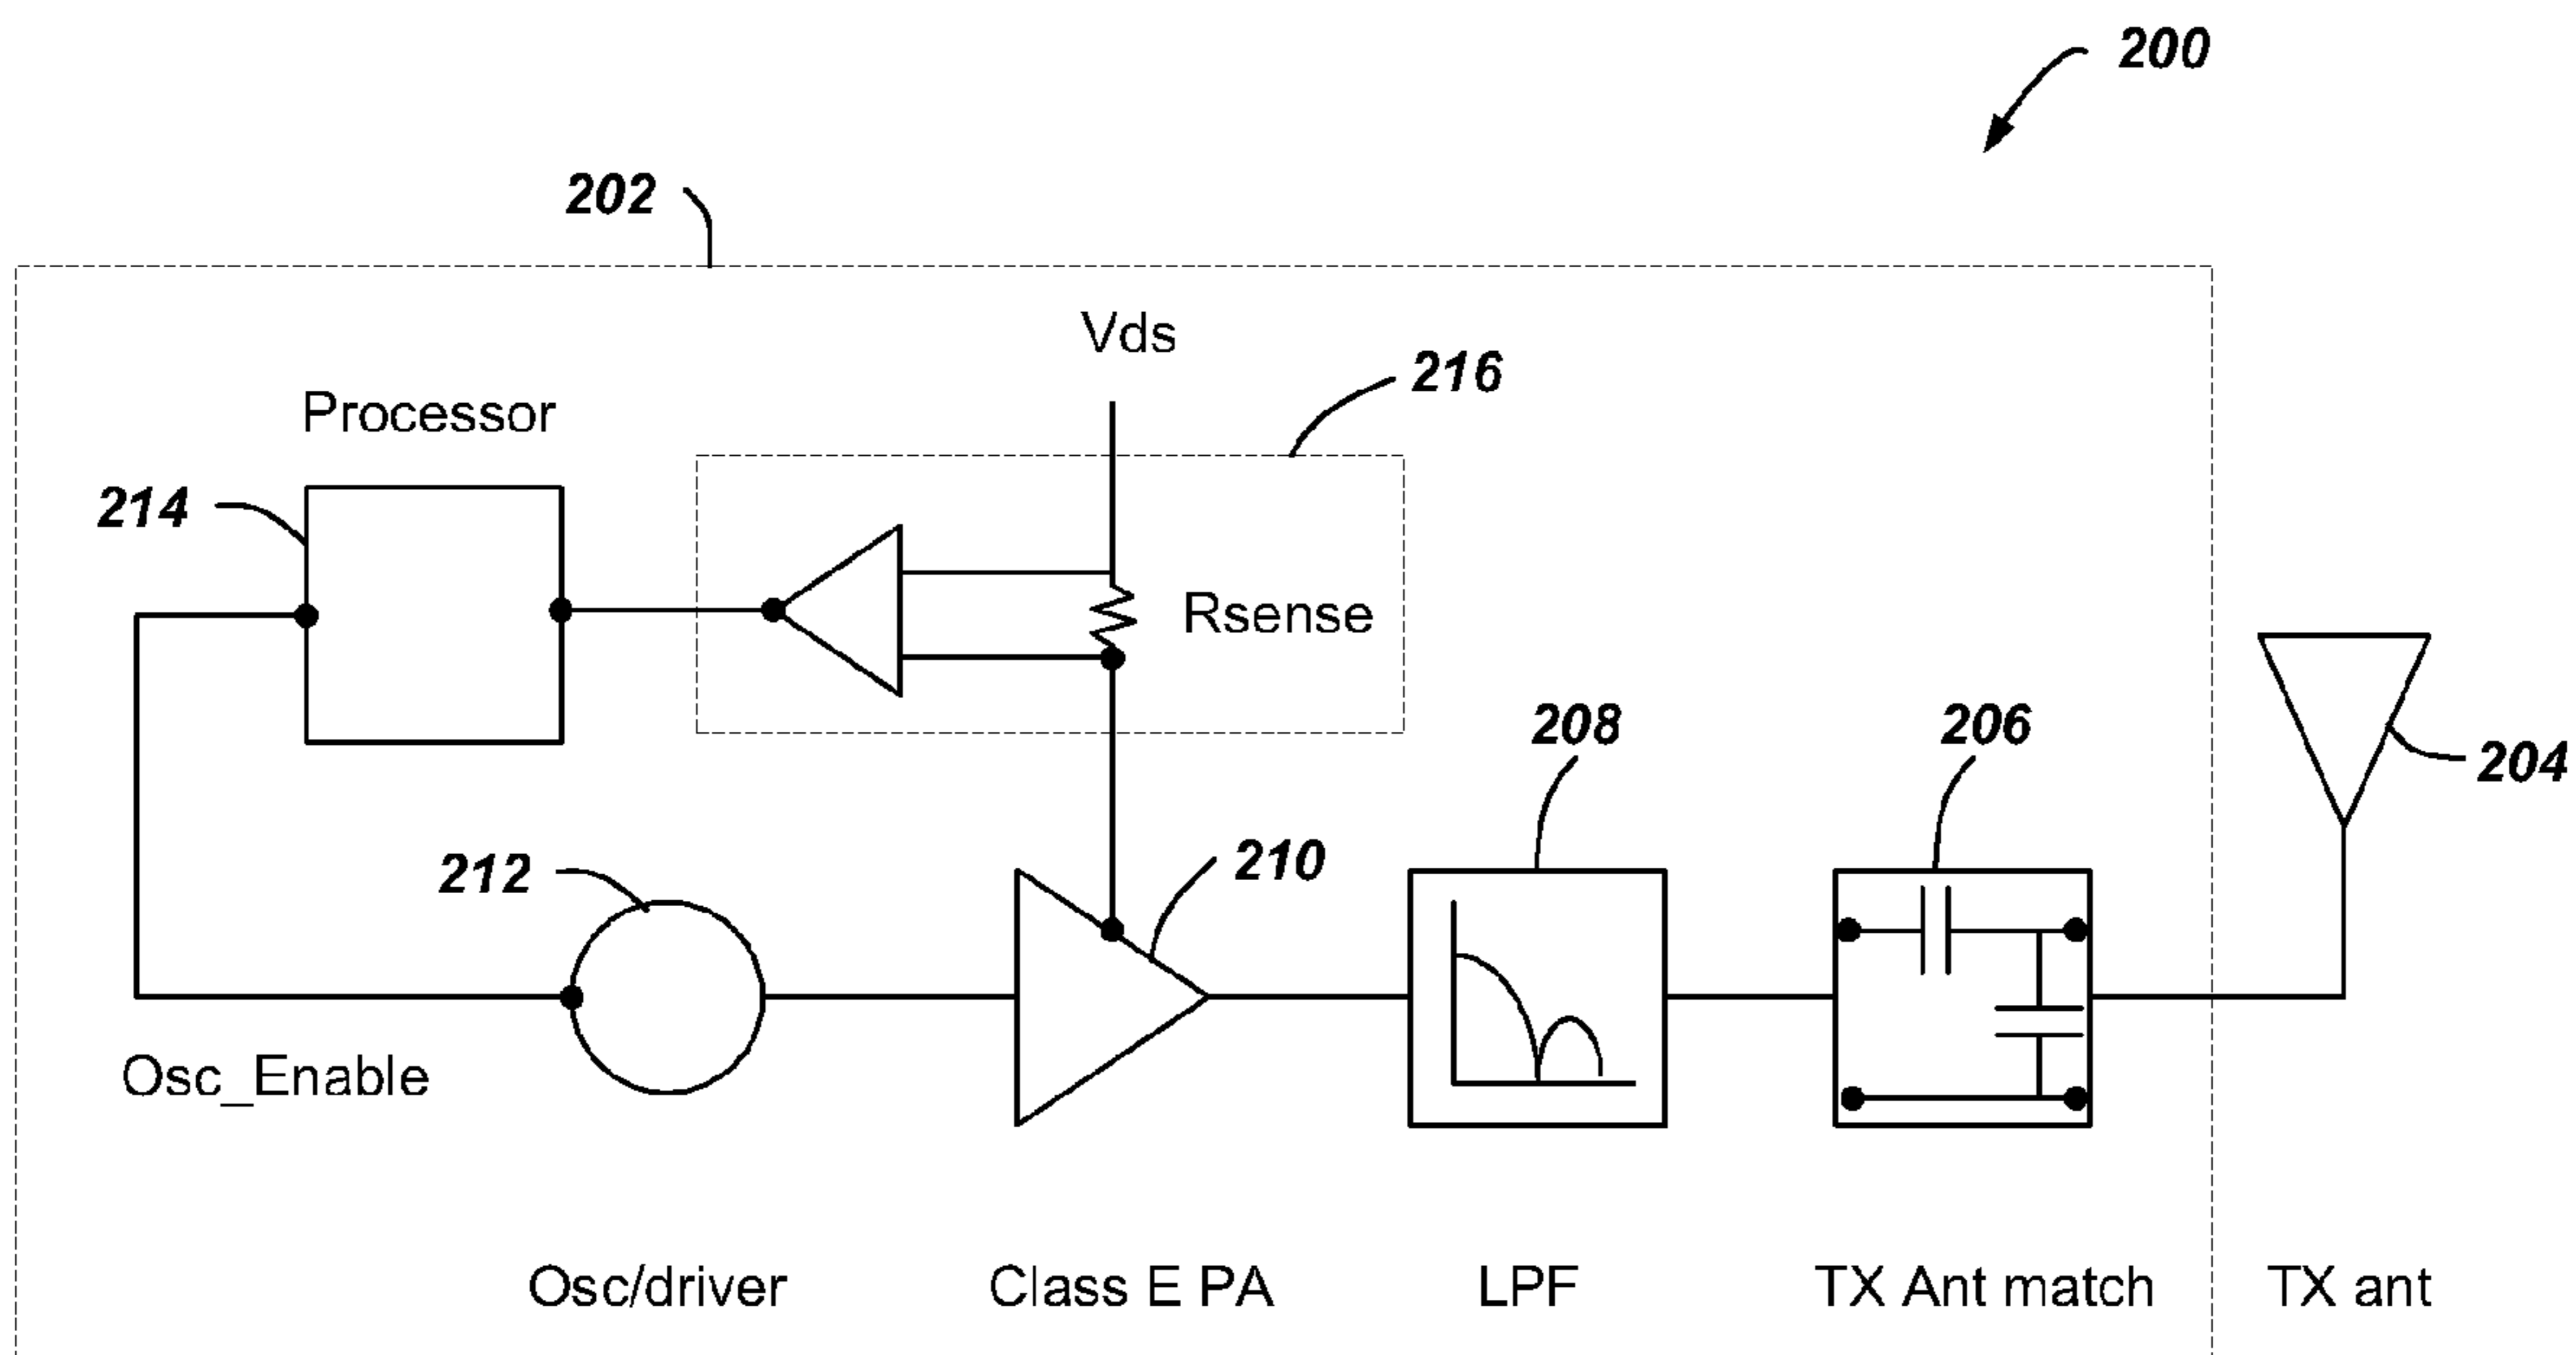 200
202
Vds
216
Processor
214
Rsense
208
206
204
212
210
Osc_Enable
Osc/driver
Class E PA
LPF
TX Ant match
TX ant